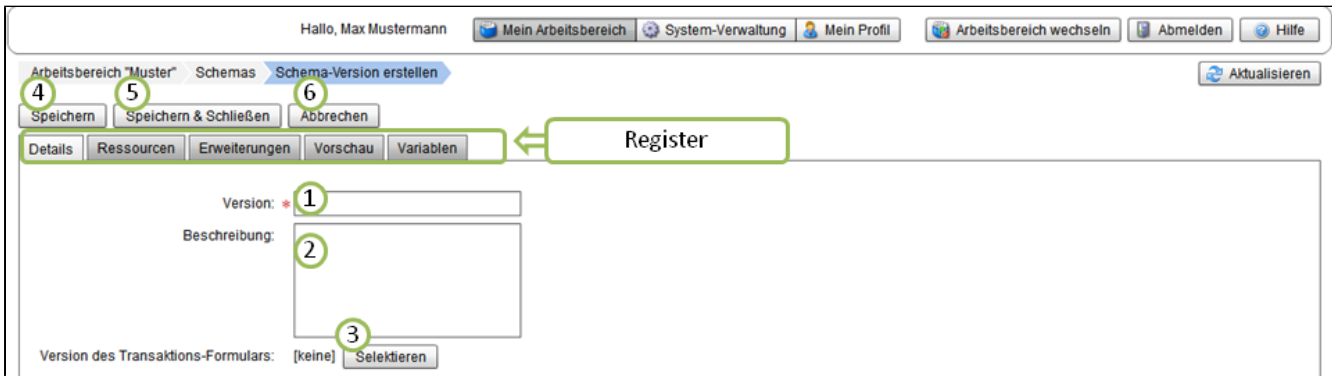 Hallo, Max Mustermann Mein Arbeitsbereich System-Verwaltung Mein Profil Arbeitsbereich wechseln Abmelden Hilfe
Arbeitsbereich "Muster" Schemas Schema-Version erstellen Aktualisieren
4 5 6
Speichern Speichern & Schließen Abbrechen
Details Ressourcen Erweiterungen Vorschau Variablen Register
Version: * 1
Beschreibung: 2
3
Version des Transaktions-Formulars: [keine] Selektieren